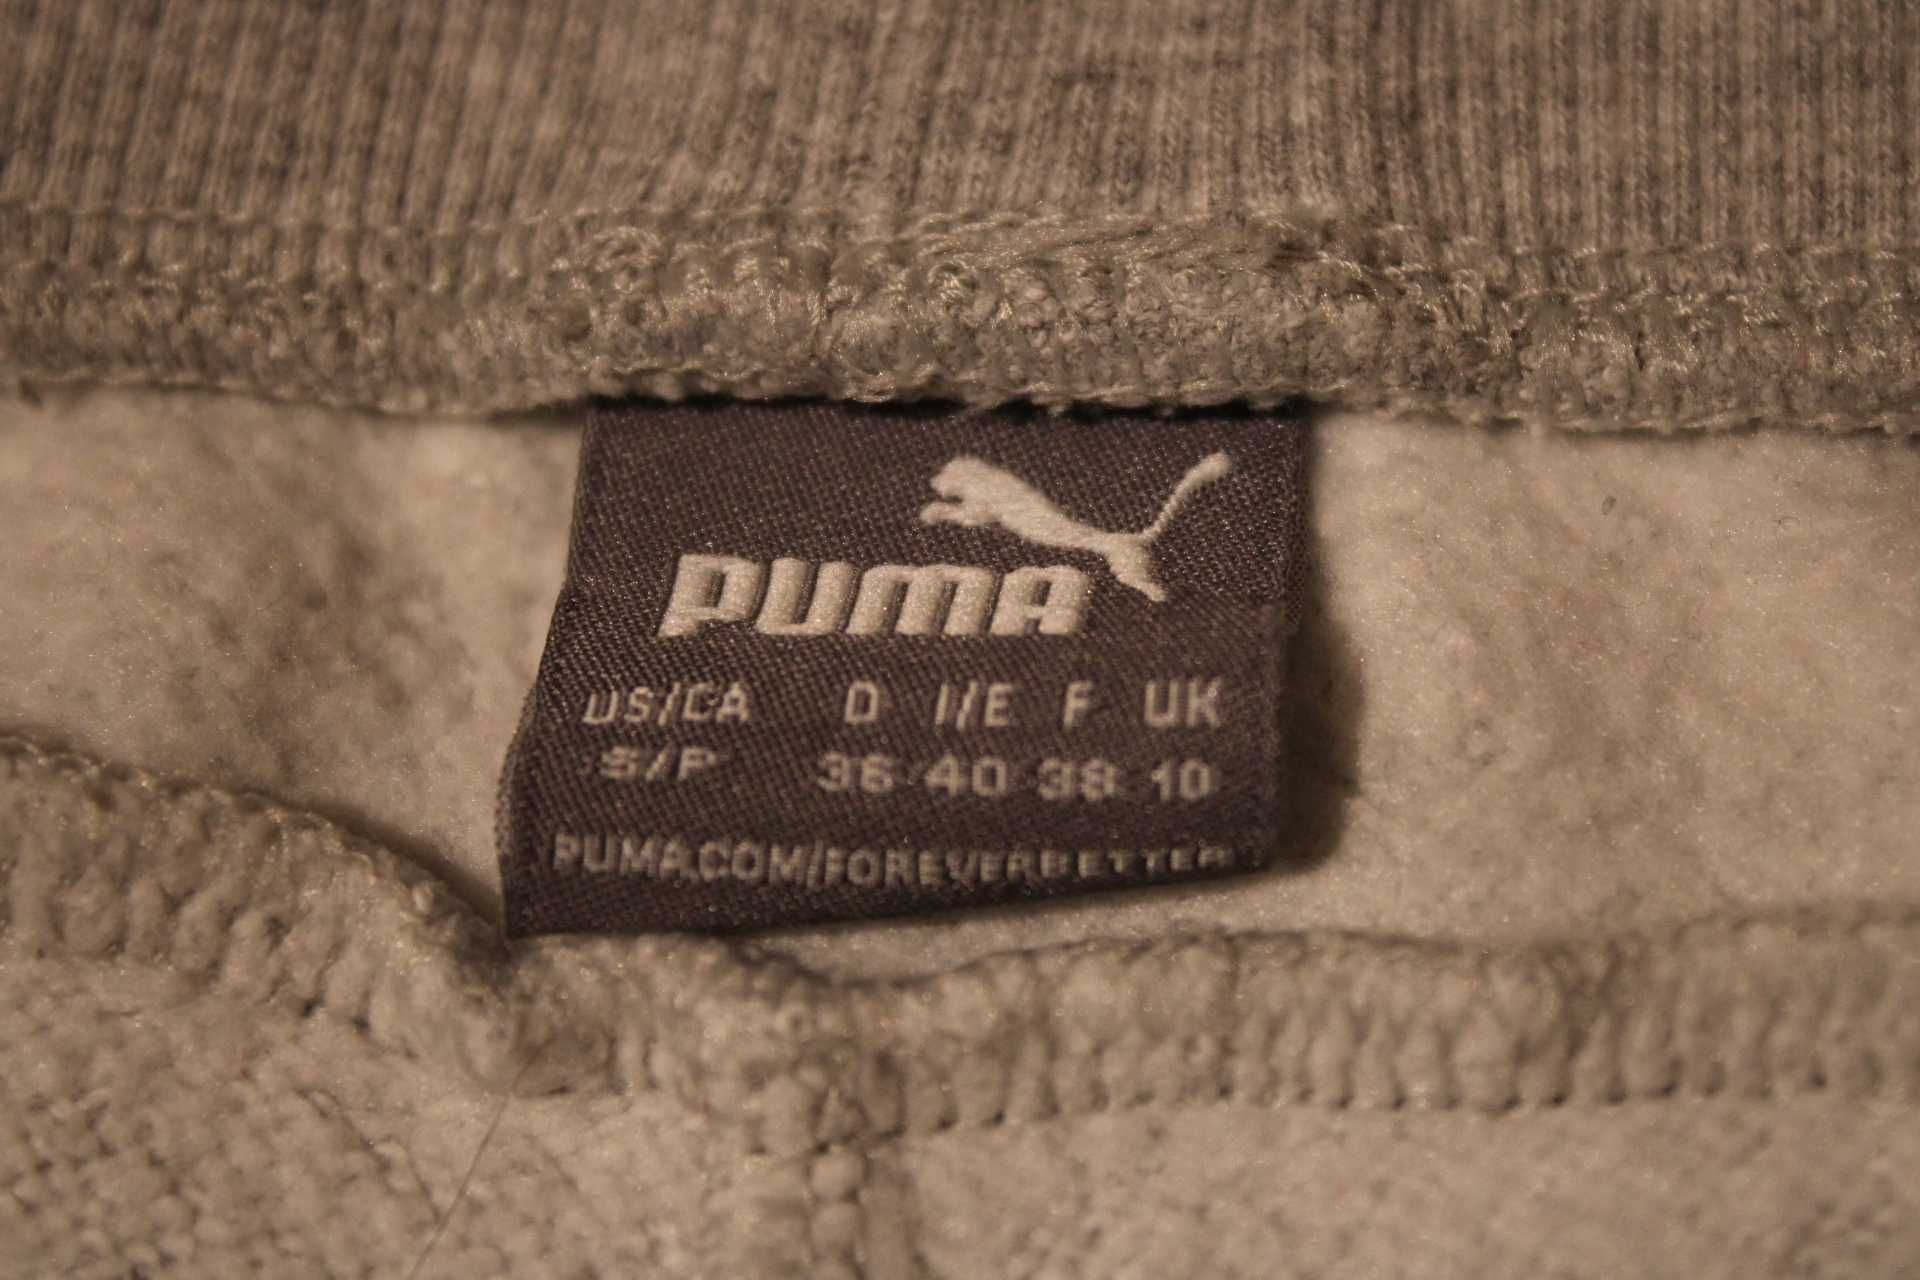 PUMA
US/CA D I/E F UK
S/P 36 40 38 10
PUMA.COM/FOREVERBETTER